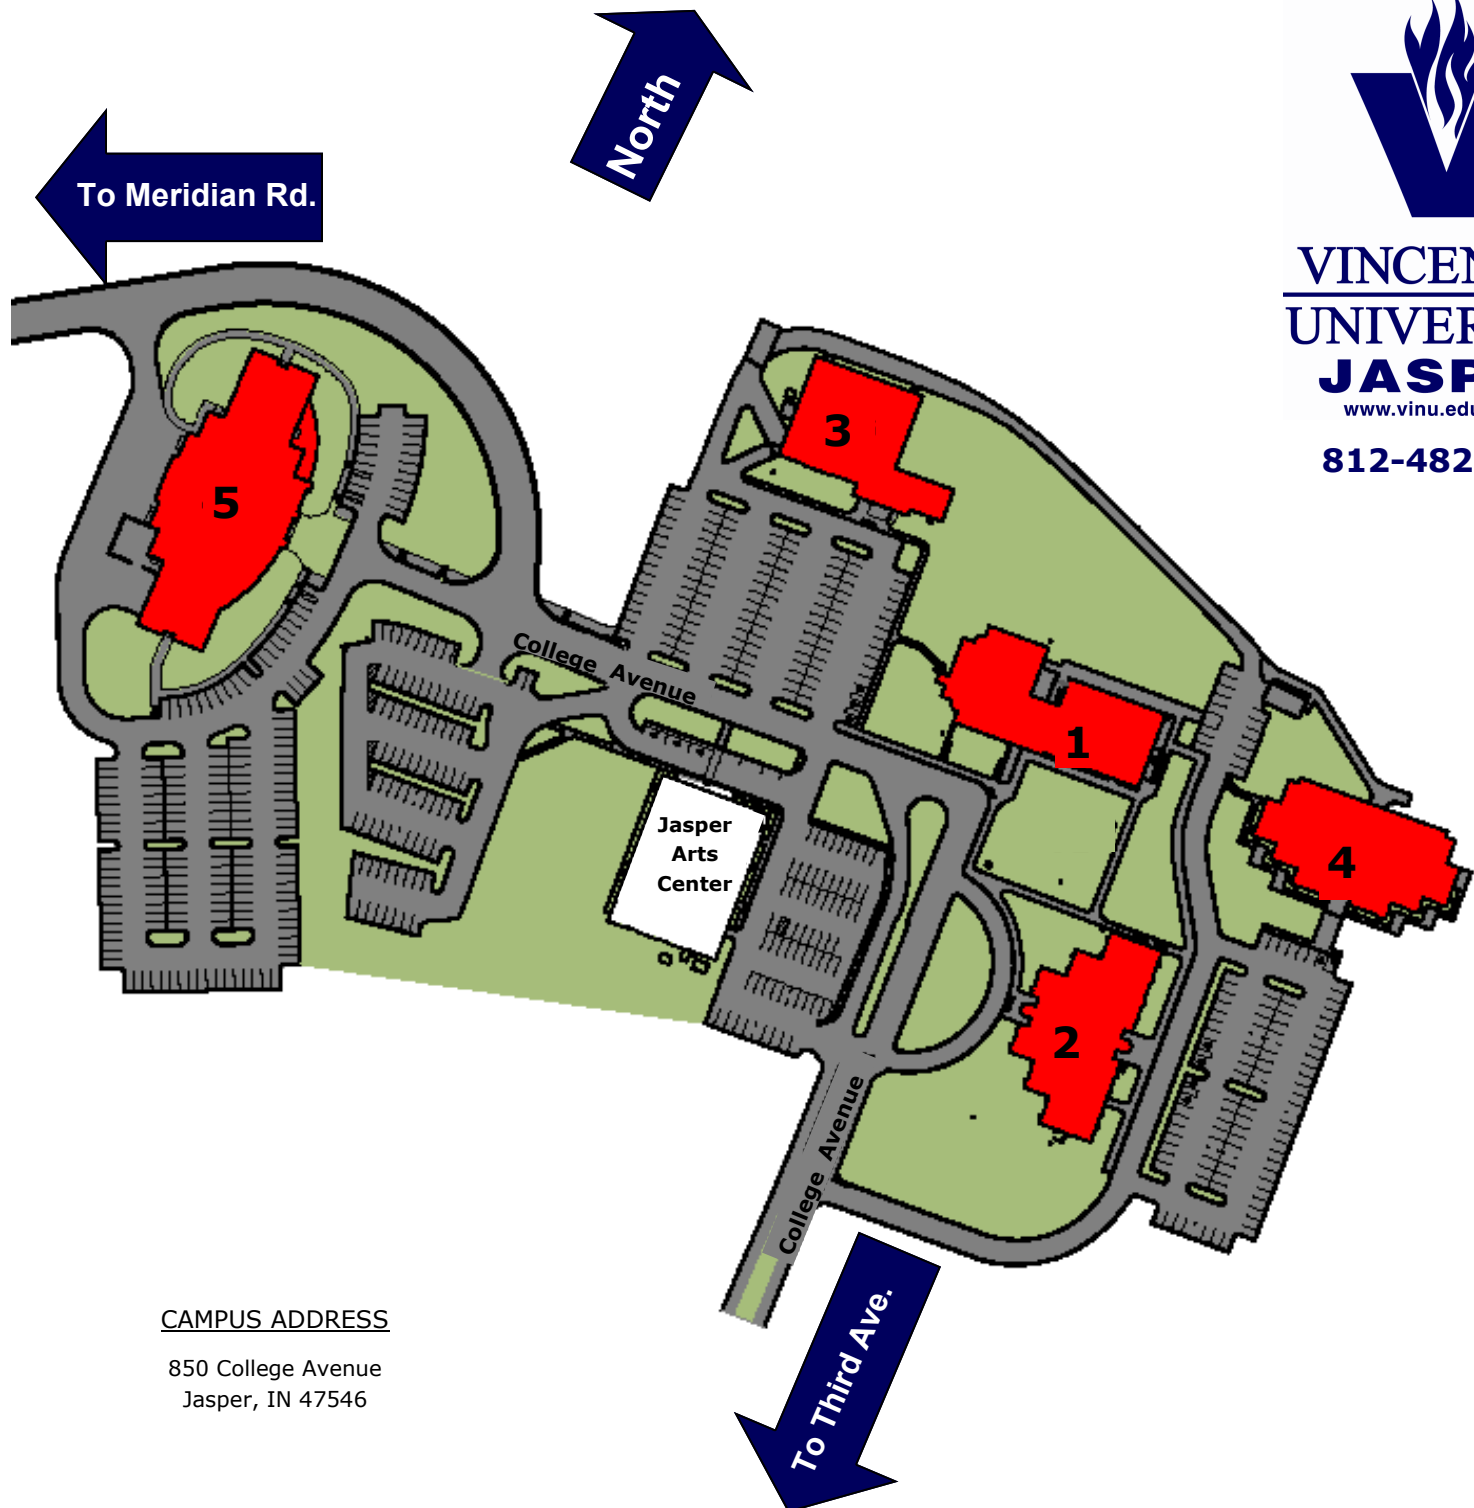 North
To Meridian Rd.
VINCEN
UNIVER
JASP
www.vinu.edu
812-482
3
5
College Avenue
1
Jasper
Arts
Center
4
2
College Avenue
To Third Ave.
CAMPUS ADDRESS
850 College Avenue
Jasper, IN 47546